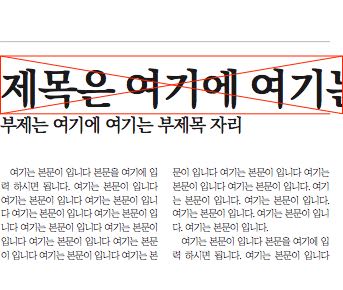 제목은 여기에 여기는
부제는 여기에 여기는 부제목 자리
여기는 본문이 입니다 본문을 여기에 입
력 하시면 됩니다. 여기는 본문이 입니다
여기는 본문이 입니다 여기는 본문이 입니
다 여기는 본문이 입니다 여기는 본문이 입
니다 여기는 본문이 입니다 여기는 본문이
입니다 여기는 본문이 입니다 여기는 본문
이 입니다 여기는 본문이 입니다 여기는 본
문이 입니다 여기는 본문이 입니다 여기는
본문이 입니다 여기는 본문이 입니다. 여기
는 본문이 입니다. 여기는 본문이 입니다.
여기는 본문이 입니다. 여기는 본문이 입니
다. 여기는 본문이 입니다.
여기는 본문이 입니다 본문을 여기에 입
력 하시면 됩니다. 여기는 본문이 입니다